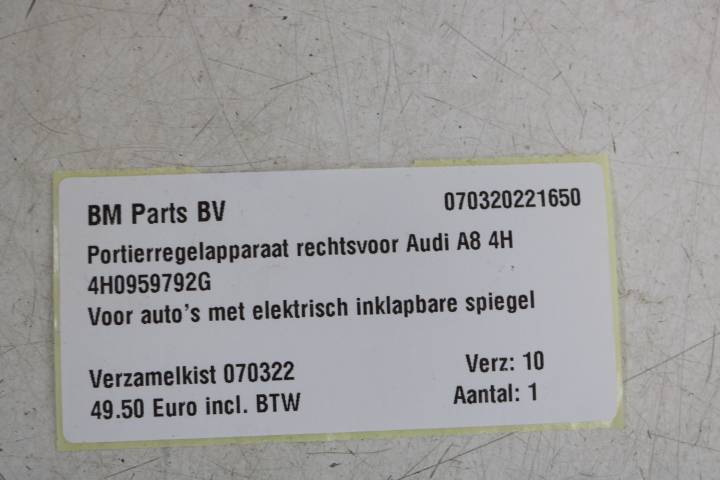 BM Parts BV 070320221650
Portierregelapparaat rechtsvoor Audi A8 4H
4H0959792G
Voor auto's met elektrisch inklapbare spiegel
Verzamelkist 070322 Verz: 10
49.50 Euro incl. BTW Aantal: 1